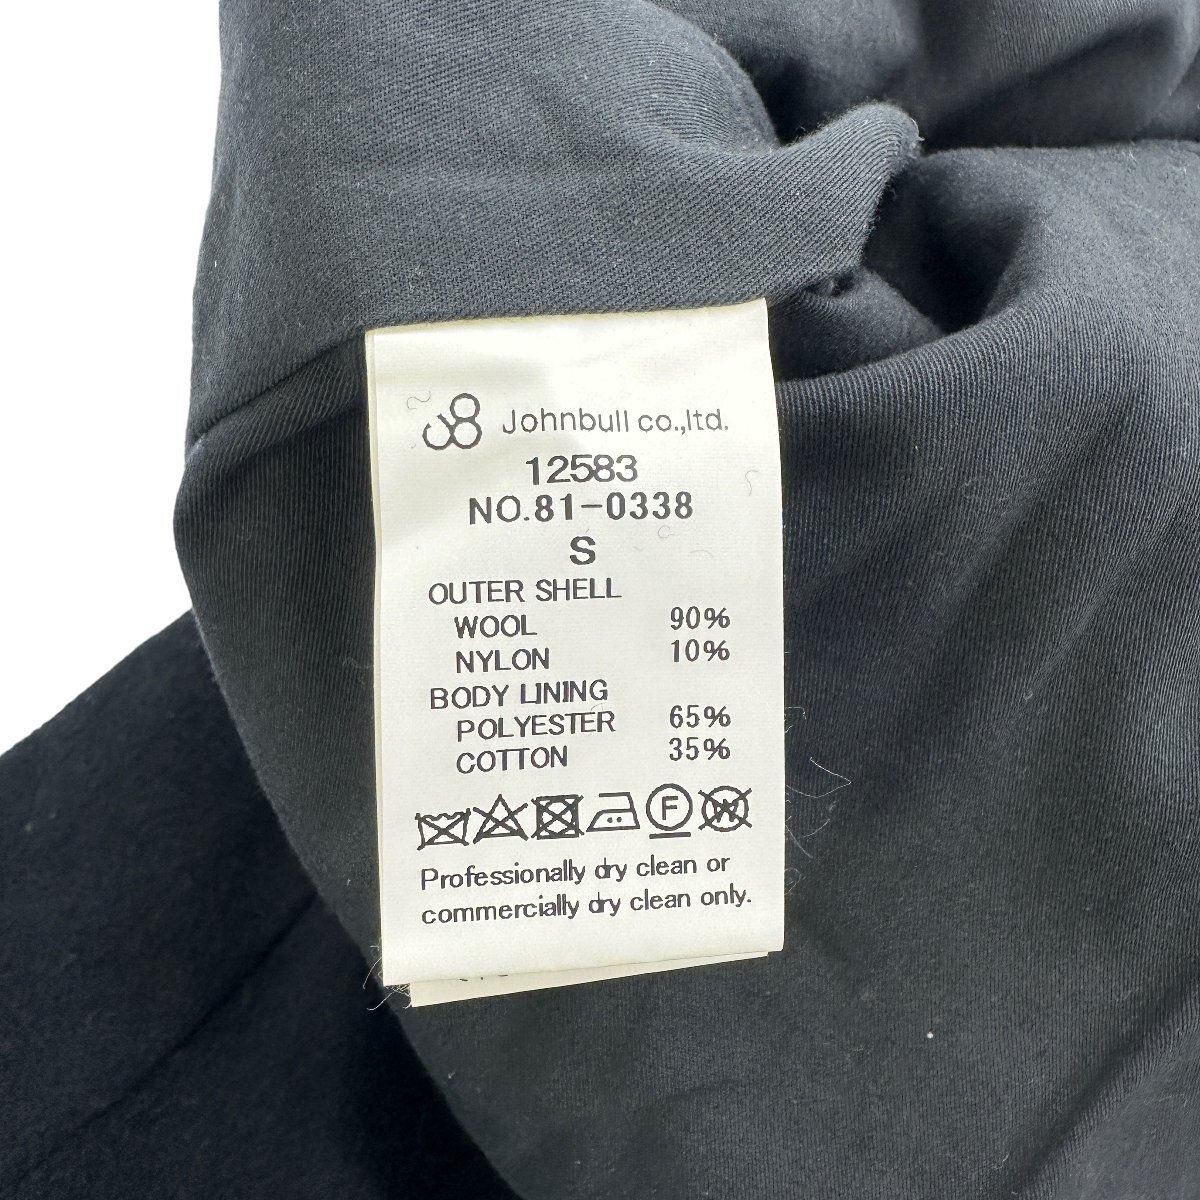 Johnbull co.,ltd.
12583
NO.81-0338
S
OUTER SHELL
WOOL 90%
NYLON 10%
BODY LINING
POLYESTER 65%
COTTON 35%
F W
Professionally dry clean or
commercially dry clean only.